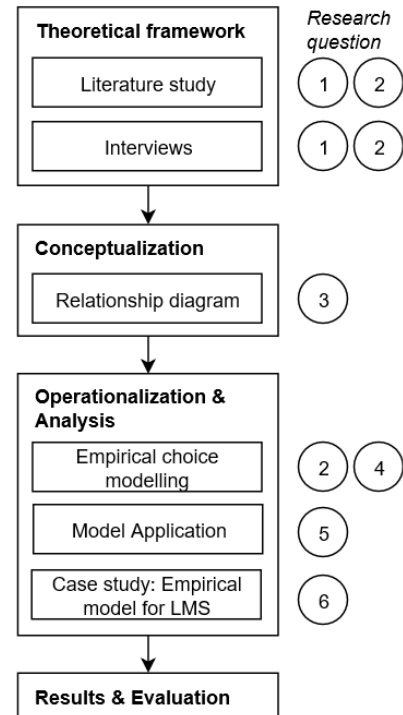 Theoretical framework
Research
question
Literature study
1 2
Interviews
1 2
Conceptualization
Relationship diagram
3
Operationalization &
Analysis
Empirical choice
modelling
2 4
Model Application
5
Case study: Empirical
model for LMS
6
Results & Evaluation